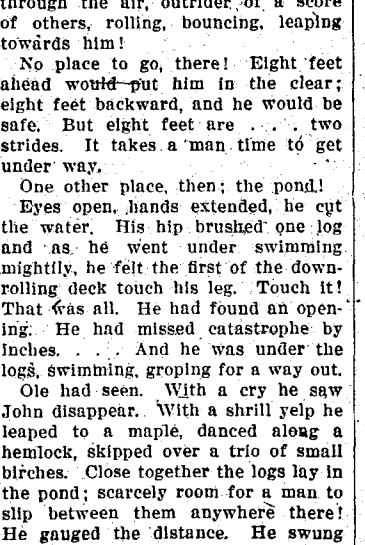 through the air, outrider of a score
of others, rolling, bouncing, leaping
towards him!
No place to go, there! Eight feet
ahead would put him in the clear;
eight feet backward, and he would be
safe. But eight feet are . . . two
strides. It takes a man time to get
under way.
One other place, then; the pond!
Eyes open, hands extended, he cut
the water. His hip brushed one log
and as he went under swimming
mightily, he felt the first of the down-
rolling deck touch his leg. Touch it!
That was all. He had found an open-
ing. He had missed catastrophe by
inches. . . . And he was under the
logs, swimming, groping for a way out.
Ole had seen. With a cry he saw
John disappear. With a shrill yelp he
leaped to a maple, danced along a
hemlock, skipped over a trio of small
birches. Close together the logs lay in
the pond; scarcely room for a man to
slip between them anywhere there!
He gauged the distance. He swung